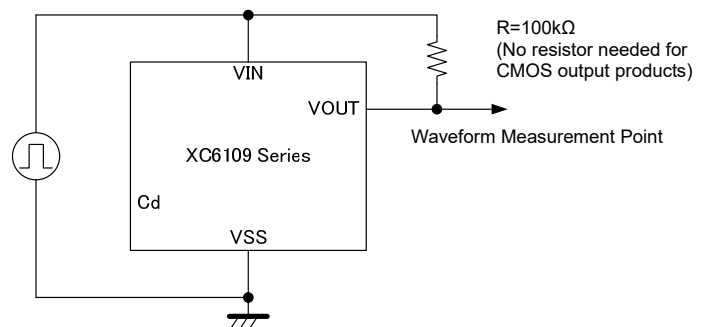 R=100kΩ
(No resistor needed for
CMOS output products)
VIN
VOUT
Waveform Measurement Point
XC6109 Series
Cd
VSS